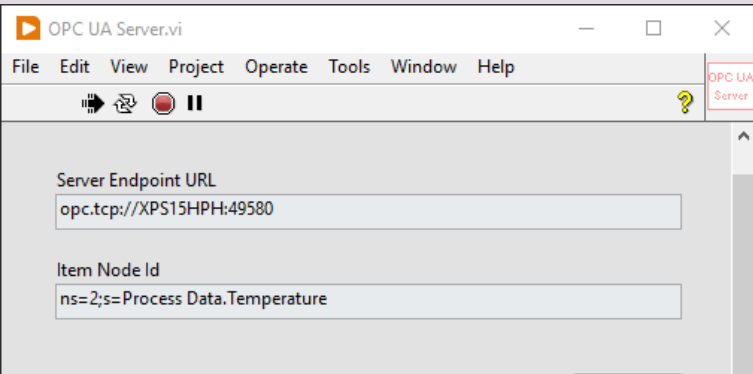 OPC UA Server.vi
File Edit View Project Operate Tools Window Help
OPC UA
Server
Server Endpoint URL
opc.tcp://XPS15HPH:49580
Item Node Id
ns=2;s=Process Data.Temperature